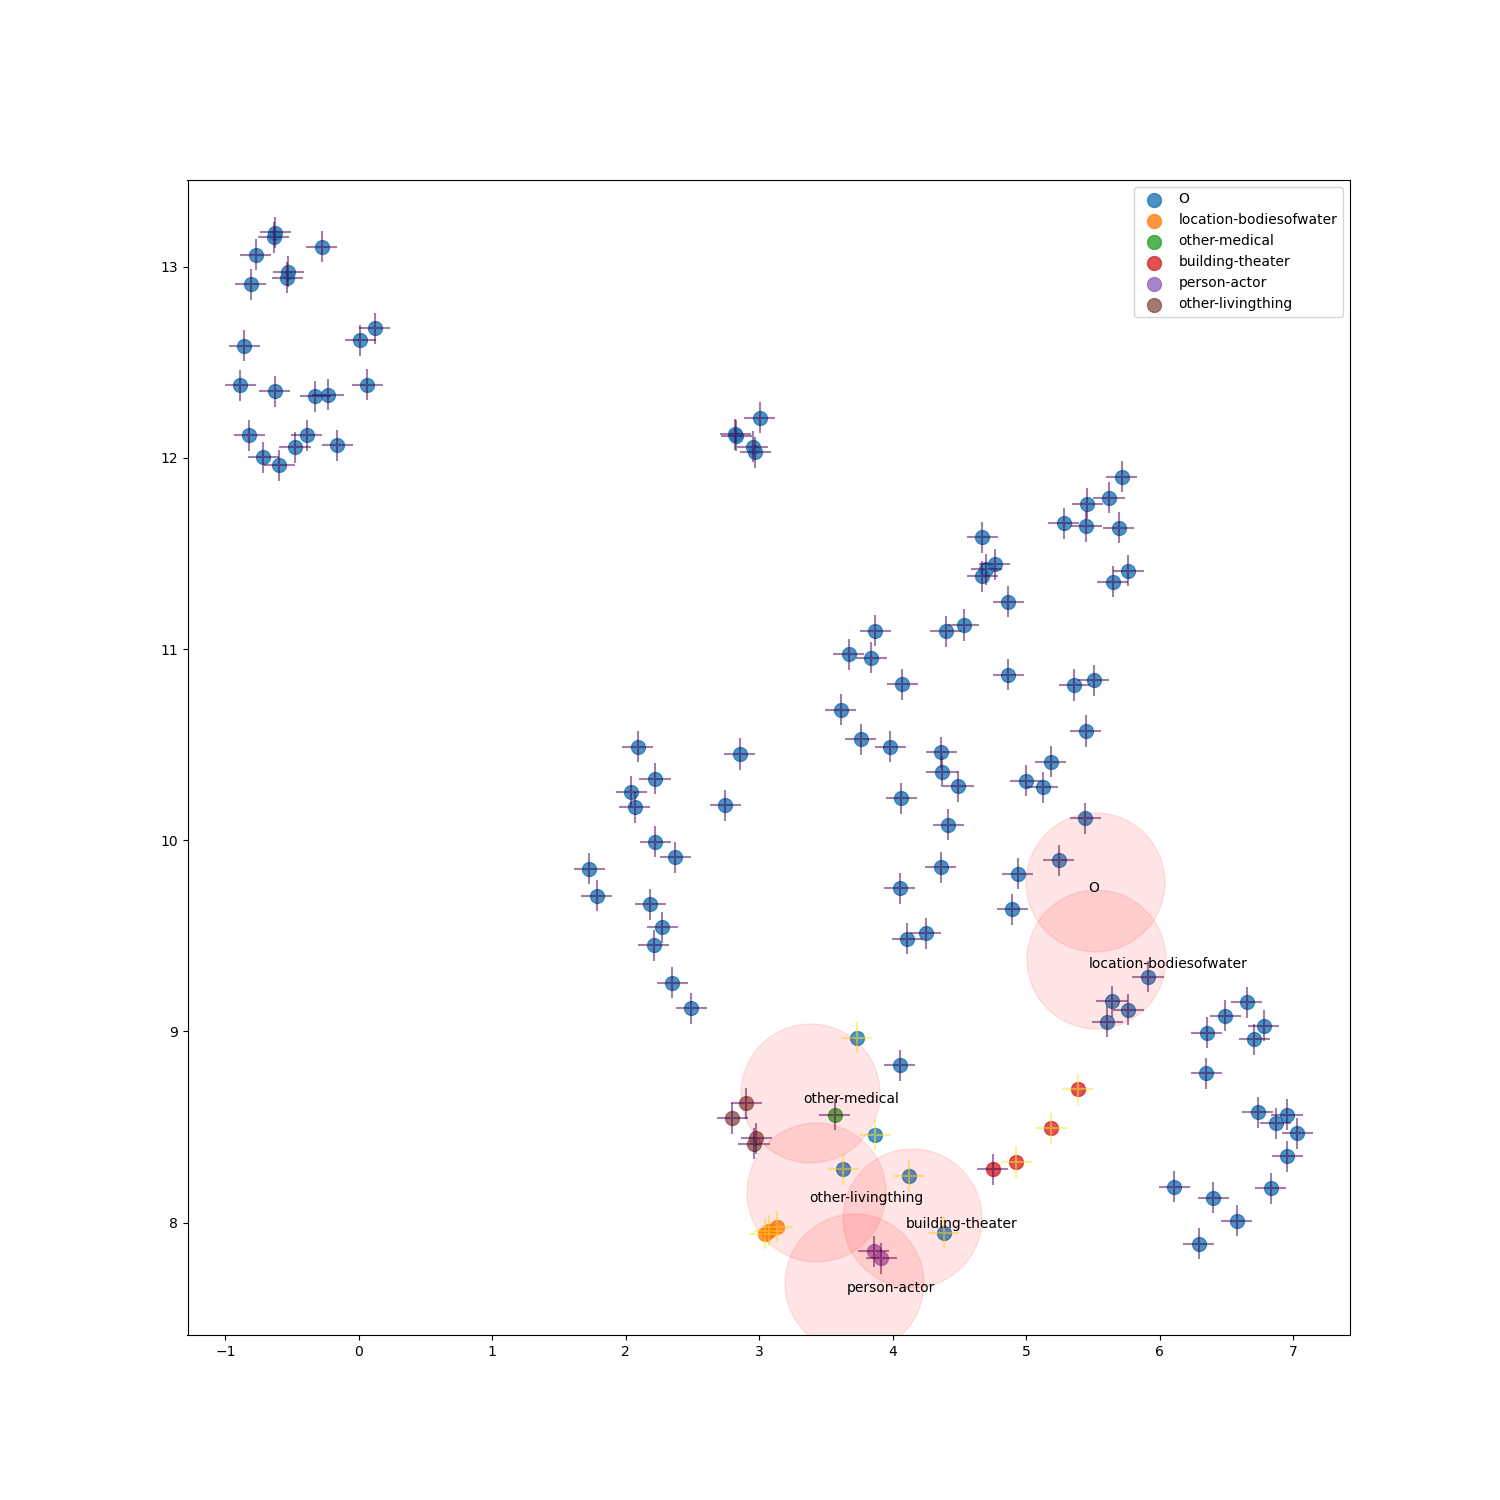 O
location-bodiesofwater
other-medical
building-theater
person-actor
other-livingthing
13
12
11
10
9
8
O
location-bodiesofwater
other-medical
other-livingthing
building-theater
person-actor
−1 0 1 2 3 4 5 6 7